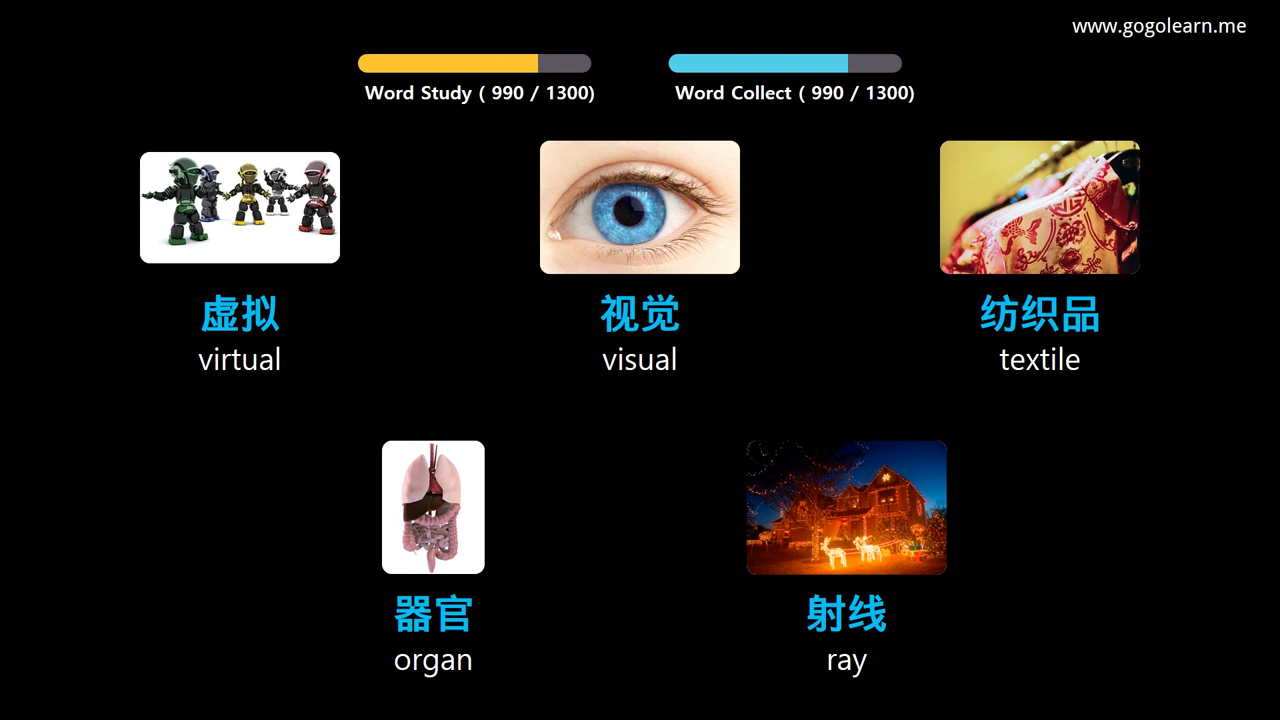 www.gogolearn.me
Word Study ( 990 / 1300)
Word Collect ( 990 / 1300)
虚拟
virtual
视觉
visual
纺织品
textile
器官
organ
射线
ray